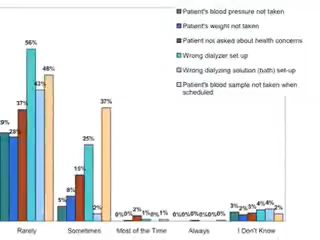 Patient's blood pressure not taken
Patient's weight not taken
Patient not asked about health concerns
Wrong dialyzer set up
Wrong dialyzing solution (bath) set-up
Patient's blood sample not taken when
scheduled
56%
48%
43%
37%
29%
28%
37%
25%
15%
8%
5%
2%
0%
0%
2%
1%
0%
1%
0%
0%
0%
0%
0%
3%
2%
3%
4%
4%
2%
Rarely
Sometimes
Most of the Time
Always
I Don't Know